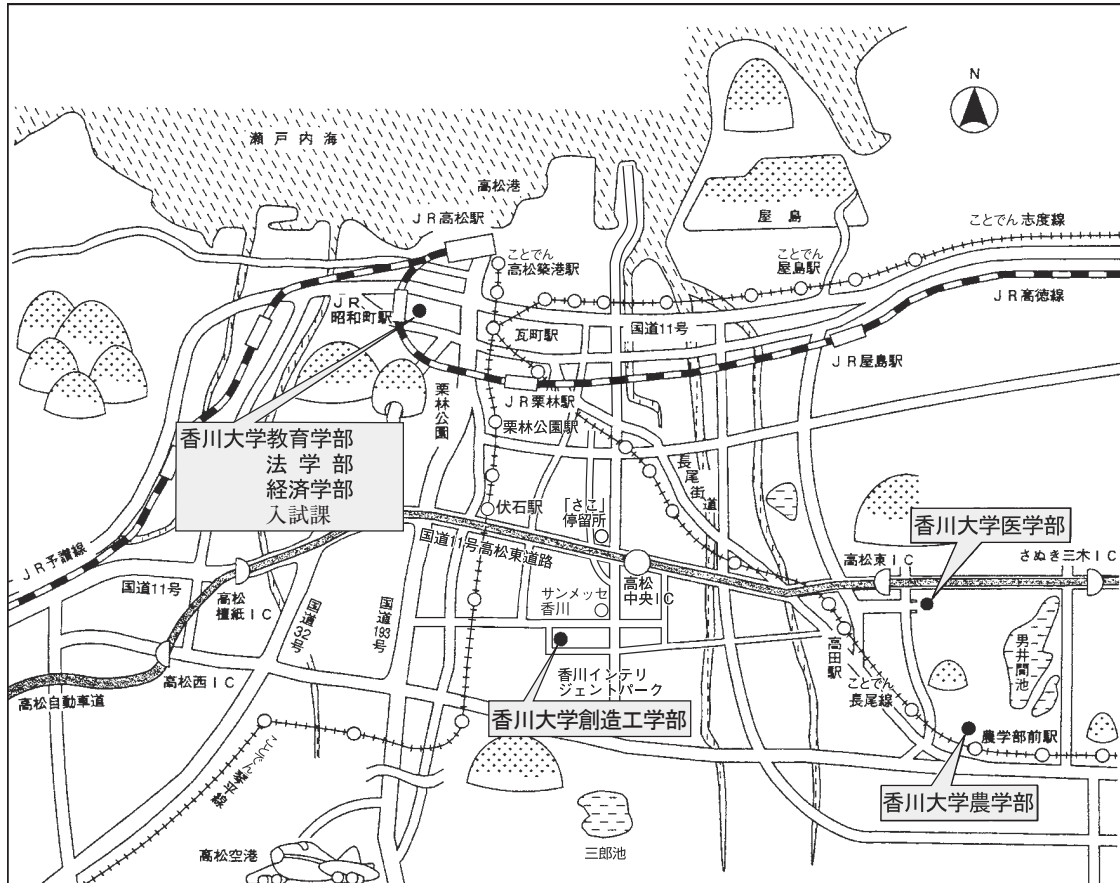 N
瀬戸内海
高松港
JR高松駅
屋島
ことでん 志度線
ことでん
高松築港駅
ことでん
屋島駅
JR高徳線
JR
昭和町駅
瓦町駅
国道11号
JR屋島駅
栗林公園
JR栗林駅
栗林公園駅
香川大学教育学部
法学部
経済学部
入試課
長尾街道
伏石駅
「さこ」
停留所
香川大学医学部
国道11号高松東道路
高松東IC
さぬき三木IC
JR予讃線
国道11号
高松
檀紙IC
高松
中央IC
サンメッセ
香川
国道32号
国道193号
男井間池
高田駅
高松西IC
香川インテリ
ジェントパーク
ことでん
長尾線
高松自動車道
香川大学創造工学部
農学部前駅
ことでん琴平線
香川大学農学部
三郎池
高松空港